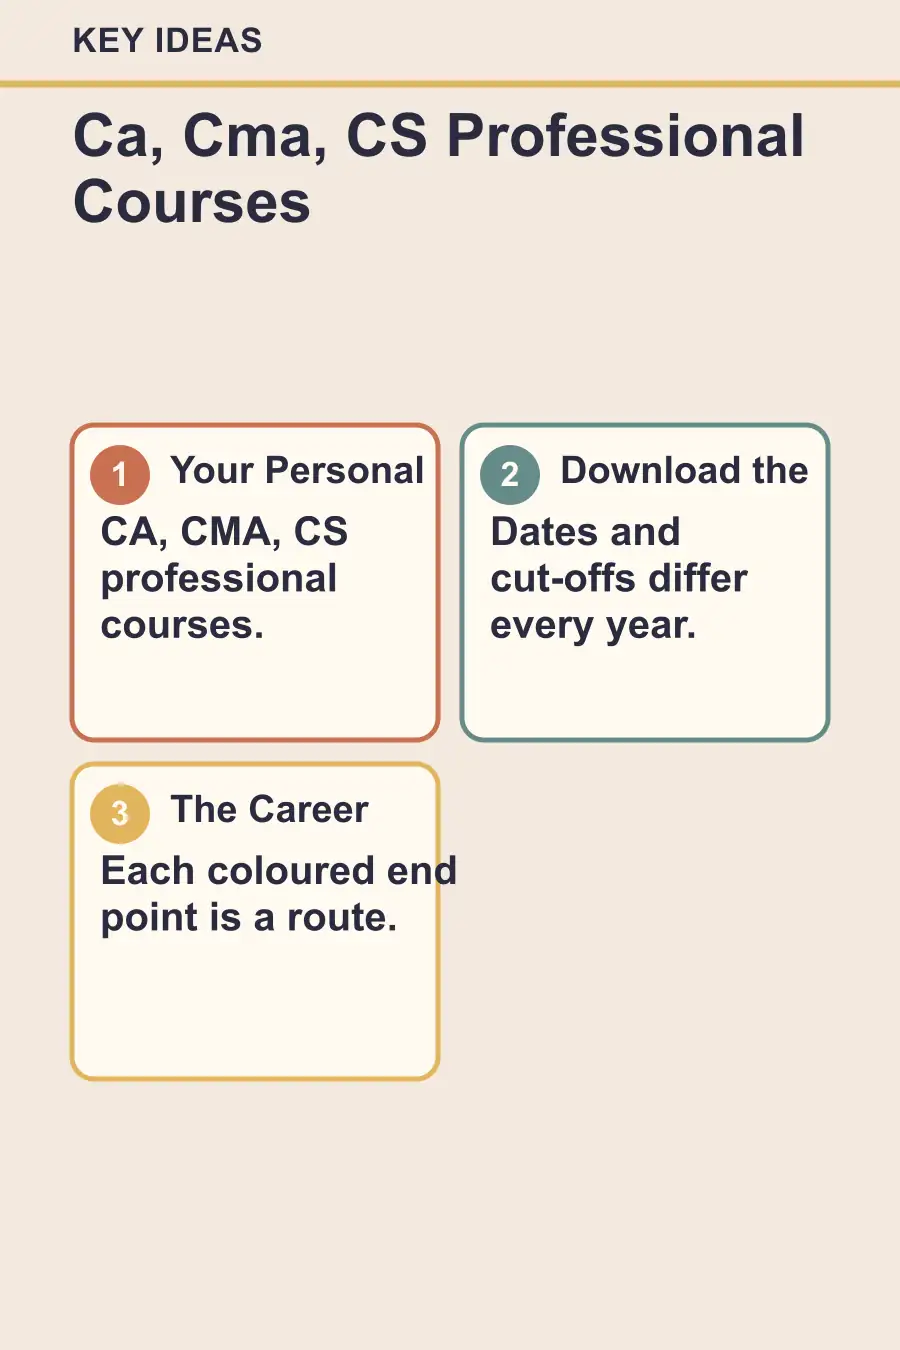 KEY IDEAS
Ca, Cma, CS Professional
Courses
1 Your Personal
CA, CMA, CS
professional
courses.
2 Download the
Dates and
cut-offs differ
every year.
3 The Career
Each coloured end
point is a route.